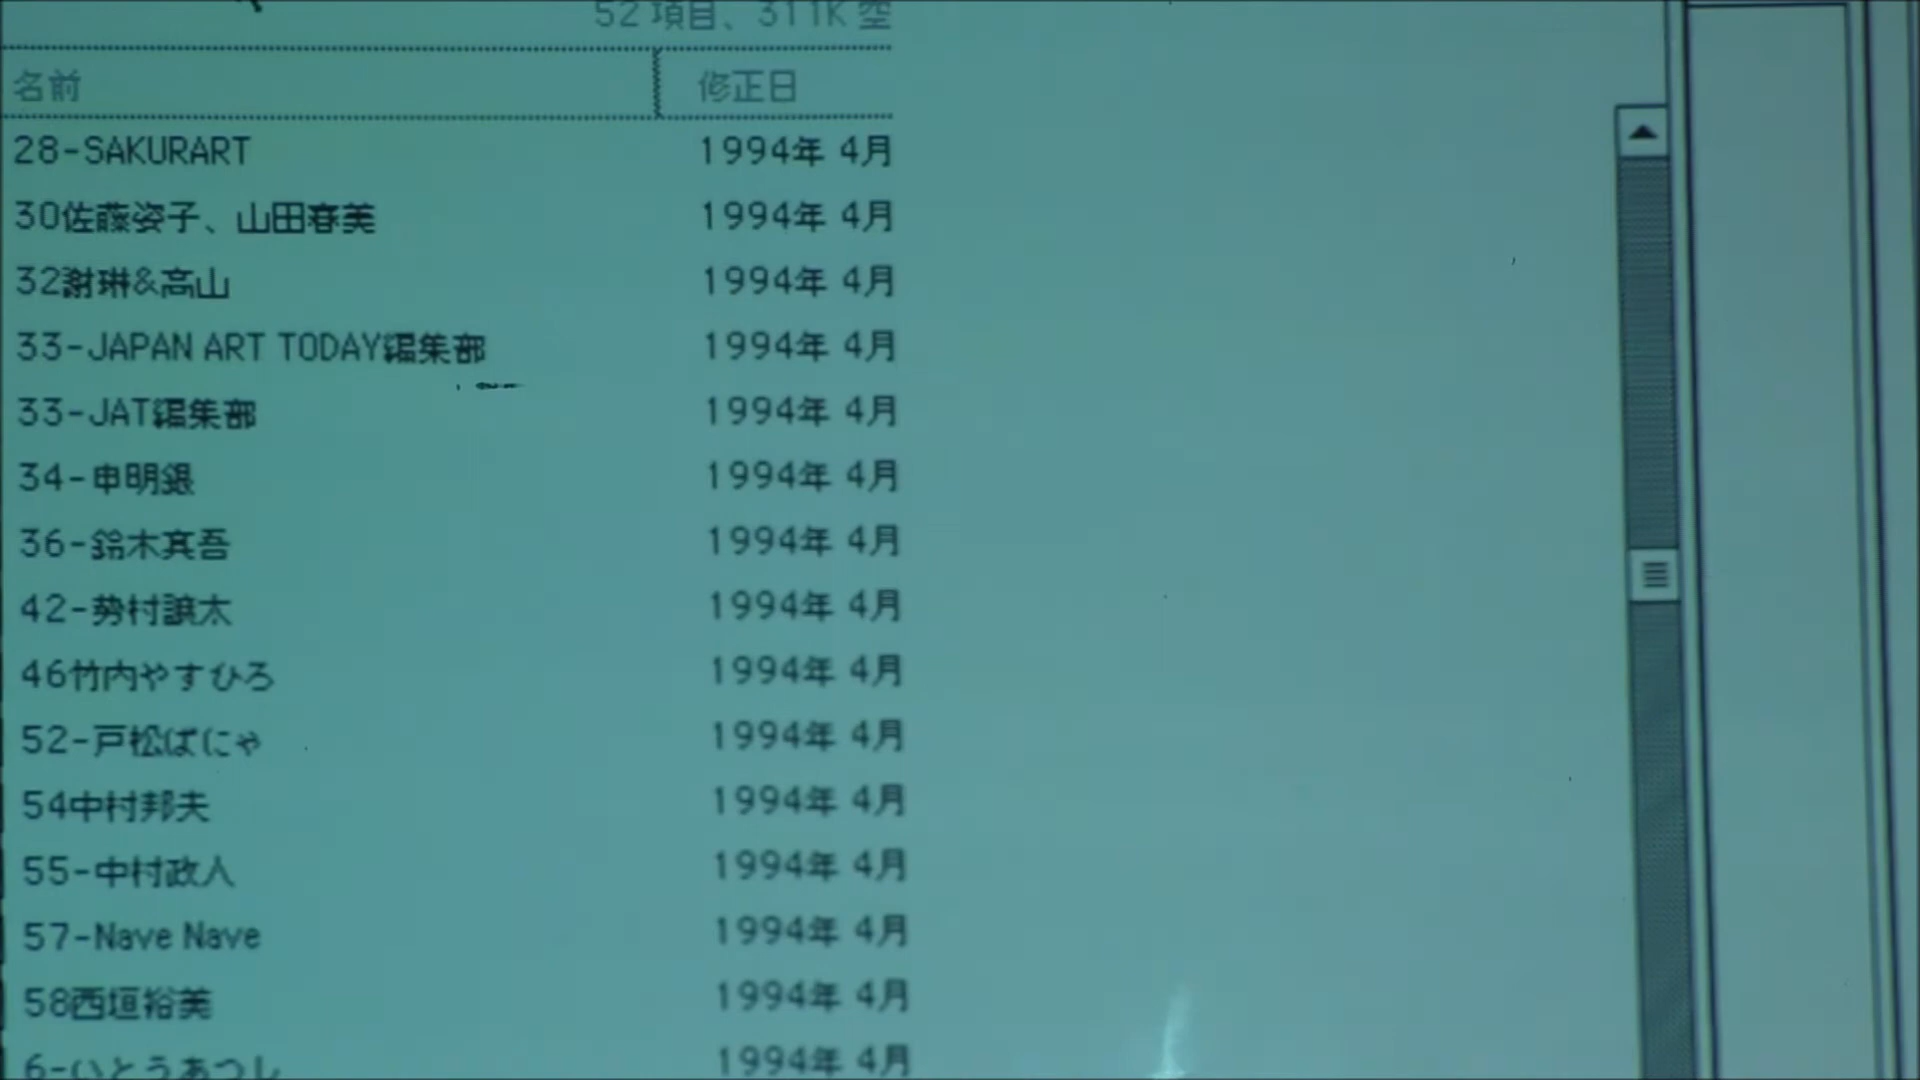 52 項目、311K 空
名前 修正日
28-SAKURART 1994年 4月
30佐藤姿子、山田春美 1994年 4月
32謝琳&高山 1994年 4月
33-JAPAN ART TODAY編集部 1994年 4月
33-JAT編集部 1994年 4月
34-申明銀 1994年 4月
36-鈴木真吾 1994年 4月
42-勢村譲太 1994年 4月
46竹内やすひろ 1994年 4月
52-戸松ばにゃ 1994年 4月
54中村邦夫 1994年 4月
55-中村政人 1994年 4月
57-Nave Nave 1994年 4月
58西垣裕美 1994年 4月
6-いとうあつし 1994年 4月